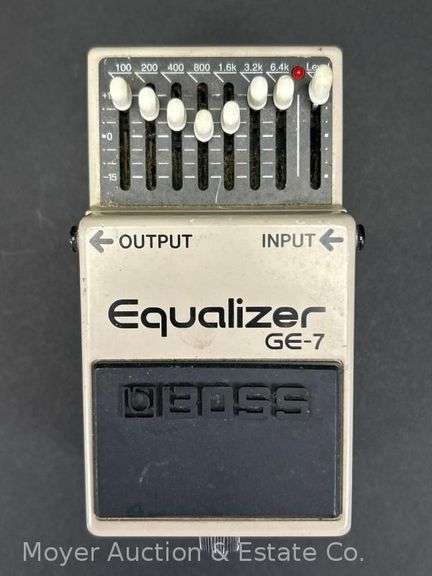 100 200 400 800 1.6k 3.2k 6.4k Level
+15
0
-15
OUTPUT INPUT
Equalizer
GE-7
BOSS
Moyer Auction & Estate Co.